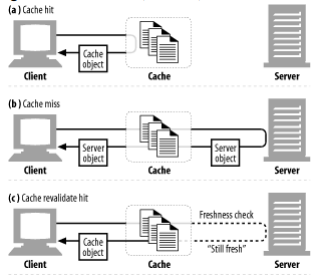 (a) Cache hit
Cache
object
Client
Cache
Server
(b) Cache miss
Server
object
Server
object
Client
Cache
Server
(c) Cache revalidate hit
Freshness check
Cache
object
"Still fresh"
Client
Cache
Server